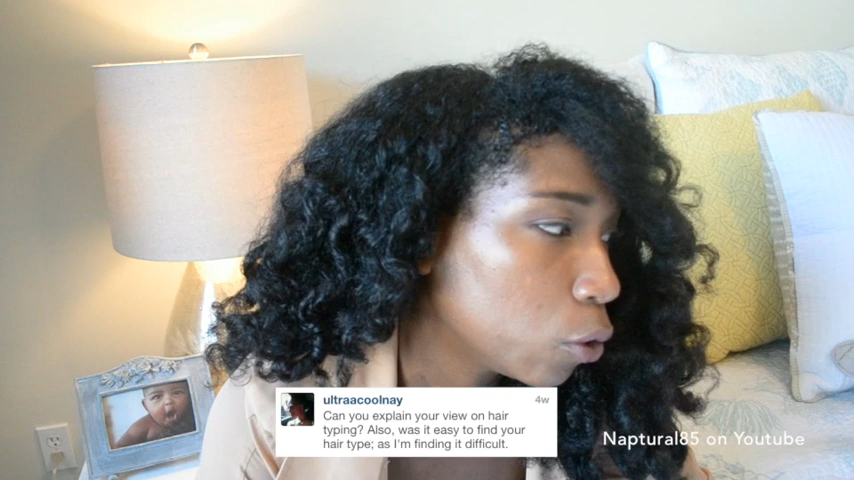 ultraacoolnay 4w
Can you explain your view on hair
typing? Also, was it easy to find your
hair type; as I'm finding it difficult.
Naptural85 on Youtube